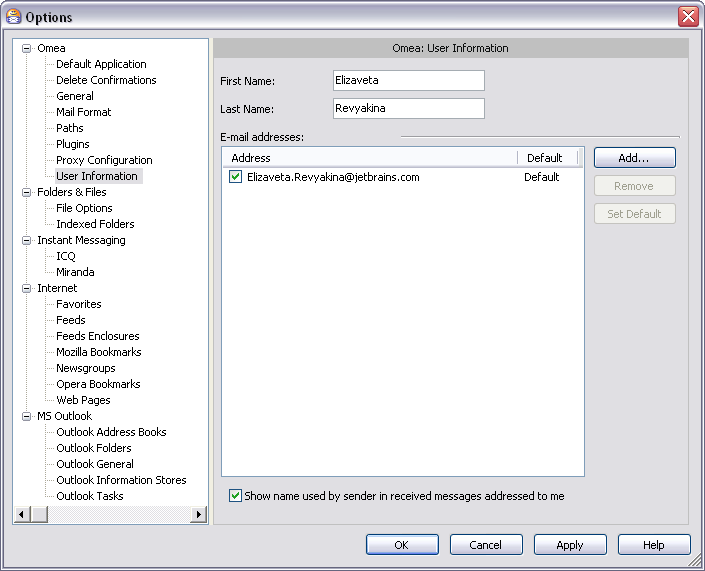 Options
Omea
Default Application
Delete Confirmations
General
Mail Format
Paths
Plugins
Proxy Configuration
User Information
Folders & Files
File Options
Indexed Folders
Instant Messaging
ICQ
Miranda
Internet
Favorites
Feeds
Feeds Enclosures
Mozilla Bookmarks
Newsgroups
Opera Bookmarks
Web Pages
MS Outlook
Outlook Address Books
Outlook Folders
Outlook General
Outlook Information Stores
Outlook Tasks
Omea: User Information
First Name: Elizaveta
Last Name: Revyakina
E-mail addresses:
Address Default
Elizaveta.Revyakina@jetbrains.com Default
Add...
Remove
Set Default
Show name used by sender in received messages addressed to me
OK Cancel Apply Help